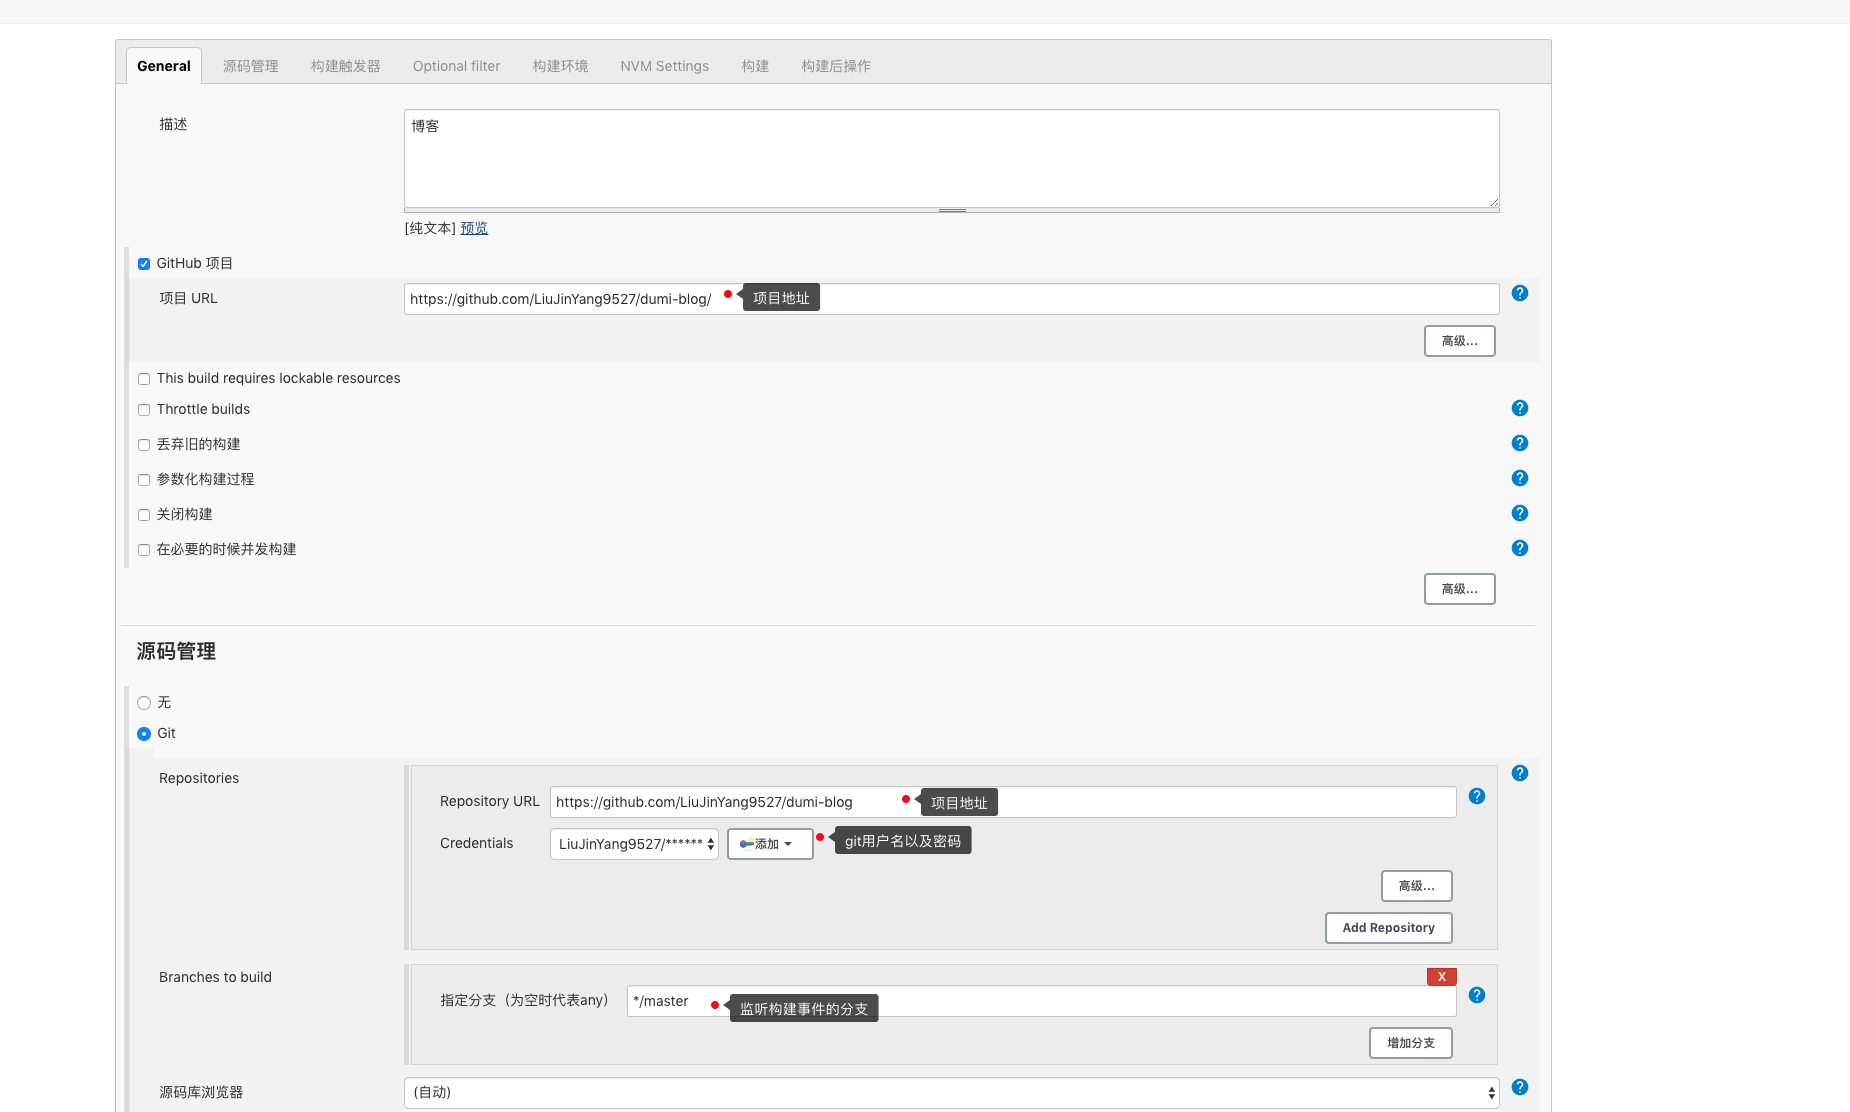 General 源码管理 构建触发器 Optional filter 构建环境 NVM Settings 构建 构建后操作
描述
博客
[纯文本] 预览
GitHub 项目
项目 URL
https://github.com/LiuJinYang9527/dumi-blog/ 项目地址
高级...
This build requires lockable resources
Throttle builds
丢弃旧的构建
参数化构建过程
关闭构建
在必要的时候并发构建
高级...
源码管理
无
Git
Repositories
Repository URL https://github.com/LiuJinYang9527/dumi-blog 项目地址
Credentials LiuJinYang9527/****** 添加 git用户名以及密码
高级...
Add Repository
Branches to build
X
指定分支（为空时代表any） */master 监听构建事件的分支
增加分支
源码库浏览器 (自动)